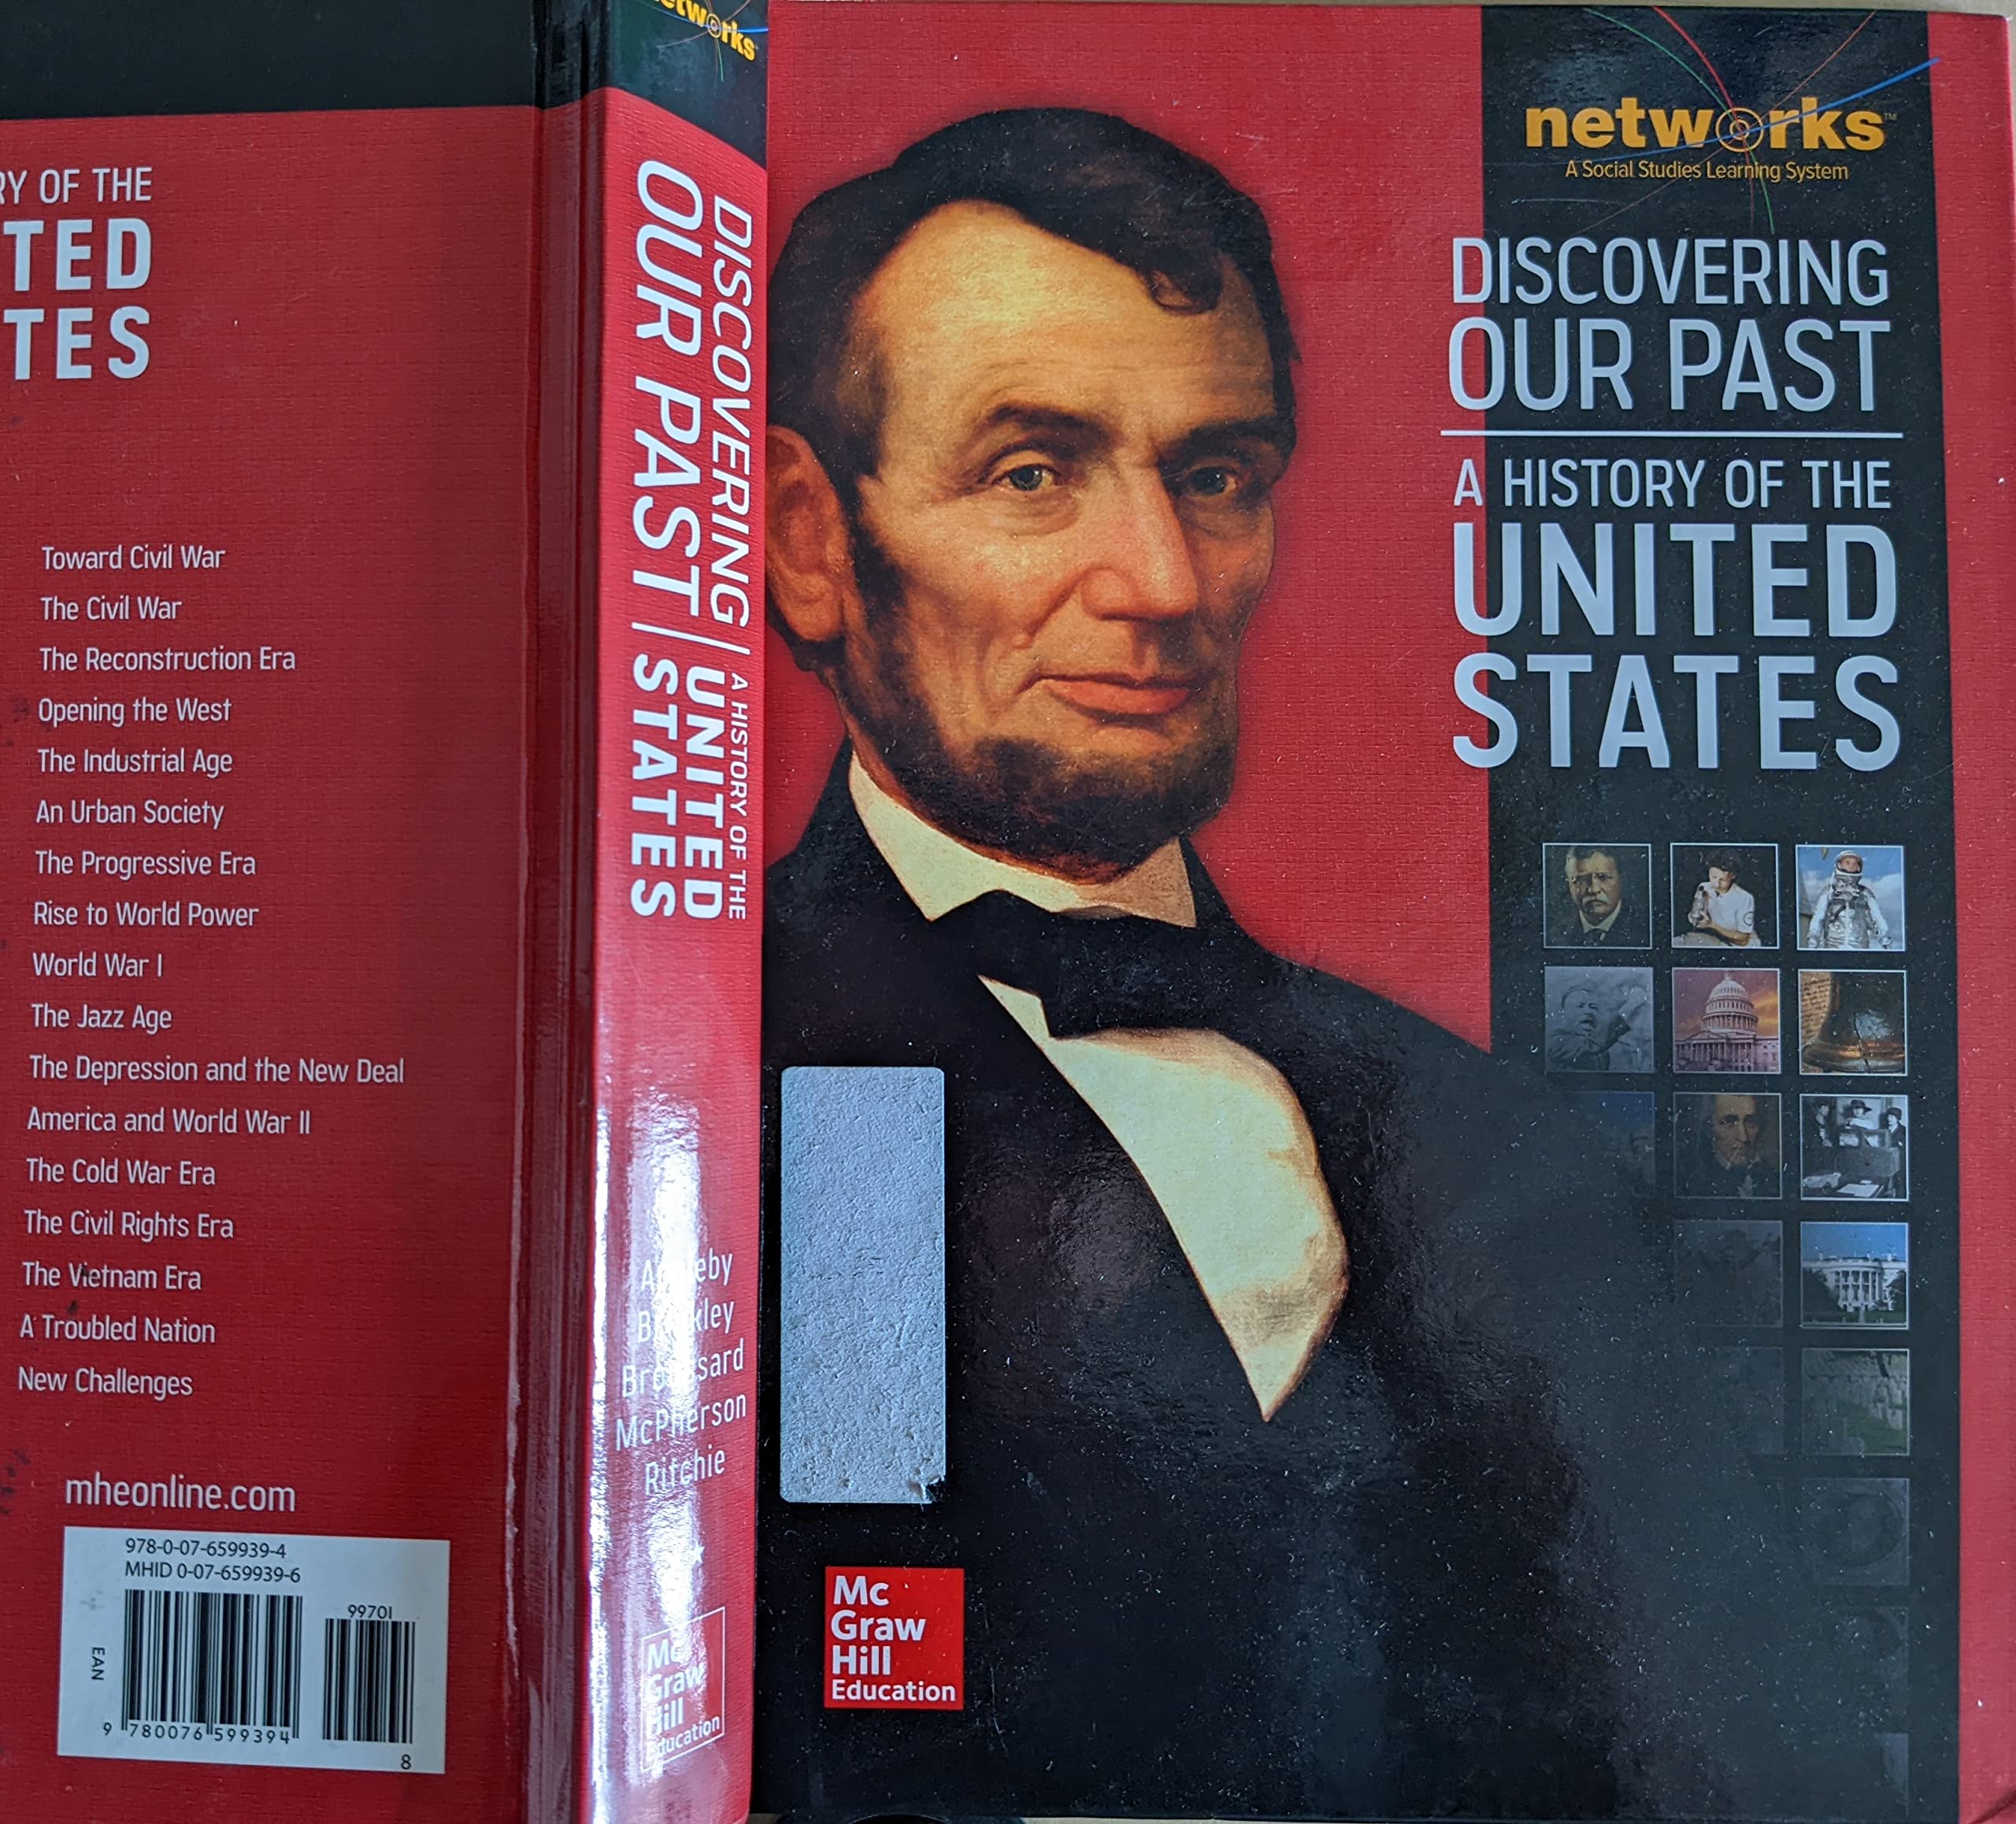 RY OF THE
TED
TES
Toward Civil War
The Civil War
The Reconstruction Era
Opening the West
The Industrial Age
An Urban Society
The Progressive Era
Rise to World Power
World War I
The Jazz Age
The Depression and the New Deal
America and World War II
The Cold War Era
The Civil Rights Era
The Vietnam Era
A Troubled Nation
New Challenges
mheonline.com
978-0-07-659939-4
MHID 0-07-659939-6
99701
EAN
9 780076 599394
8
networks
DISCOVERING
OUR PAST
A HISTORY OF THE
UNITED
STATES
McPherson
Ritchie
Mc
Graw
Hill
Education
networks™
A Social Studies Learning System
DISCOVERING
OUR PAST
A HISTORY OF THE
UNITED
STATES
Mc
Graw
Hill
Education